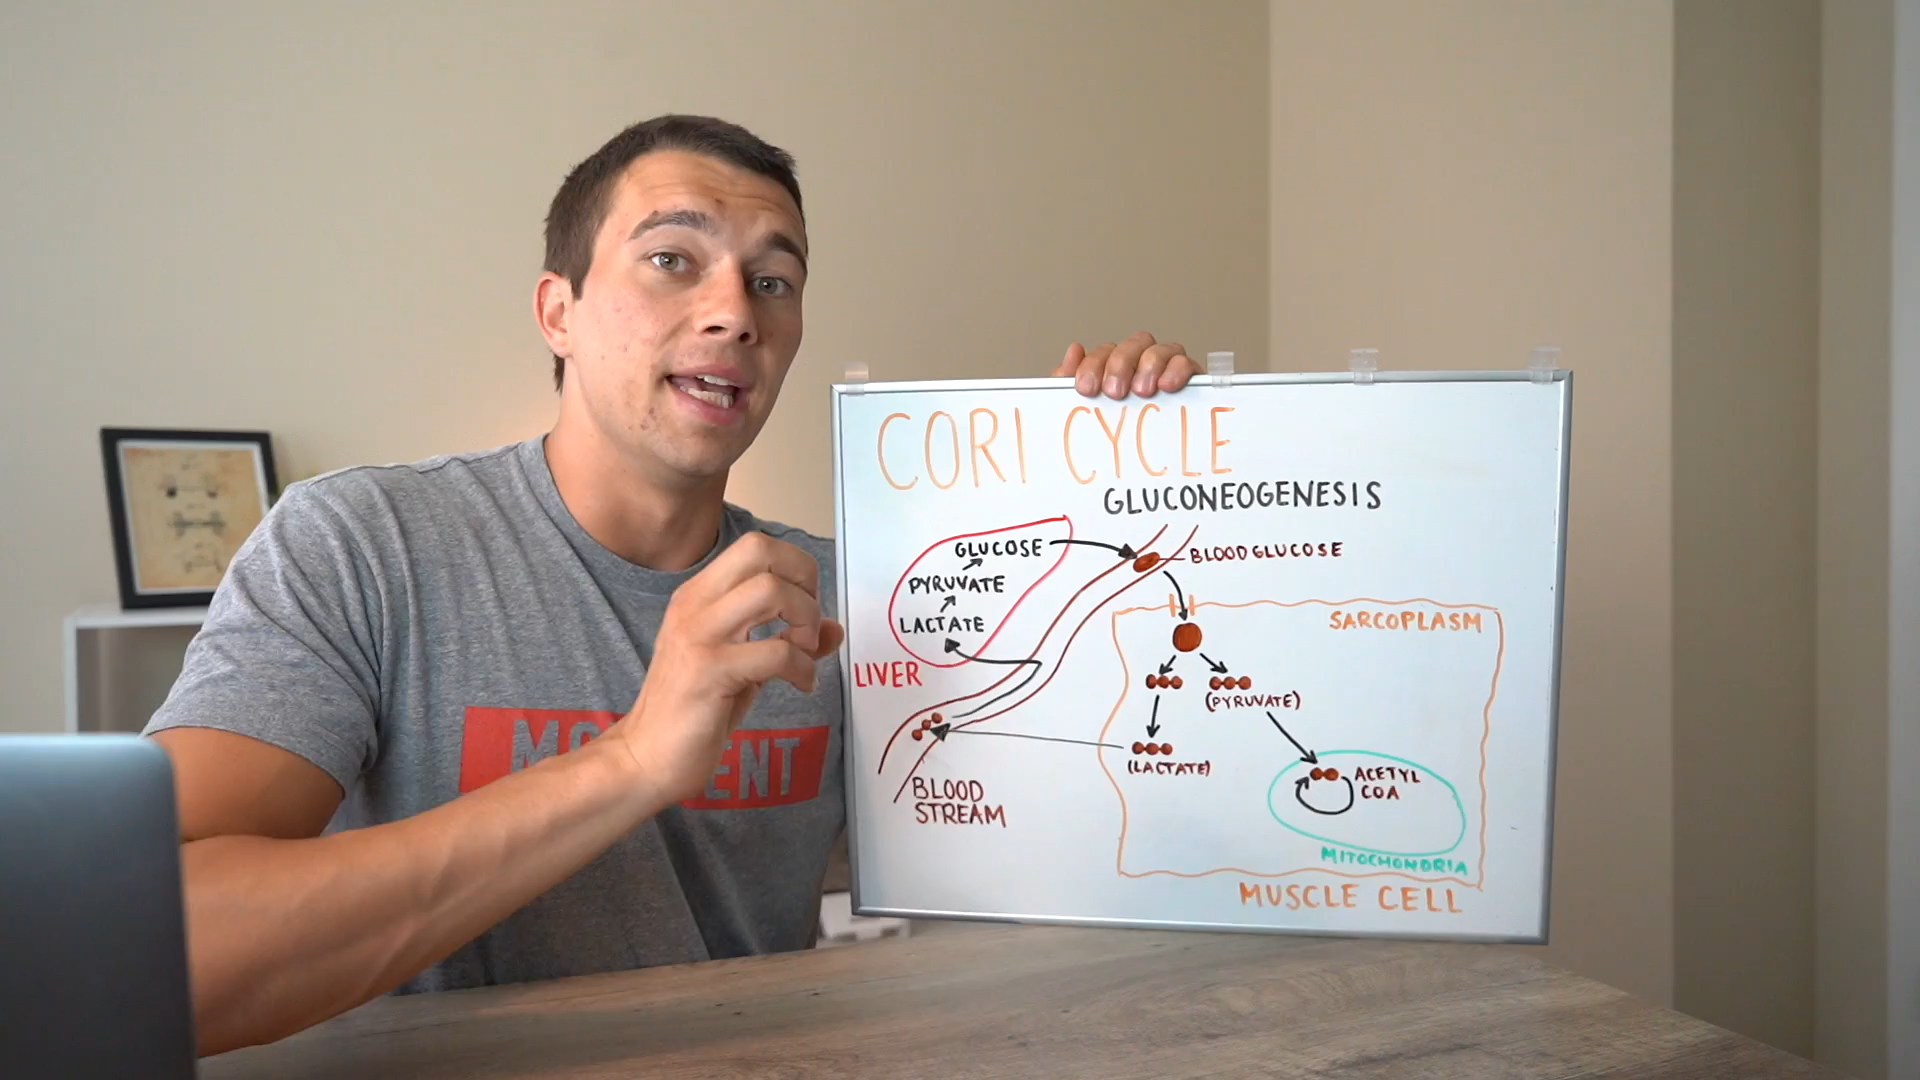 CORI CYCLE
GLUCONEOGENESIS
GLUCOSE
PYRUVATE
LACTATE
LIVER
BLOOD GLUCOSE
SARCOPLASM
(PYRUVATE)
(LACTATE)
ACETYL
COA
MITOCHONDRIA
MUSCLE CELL
BLOOD
STREAM